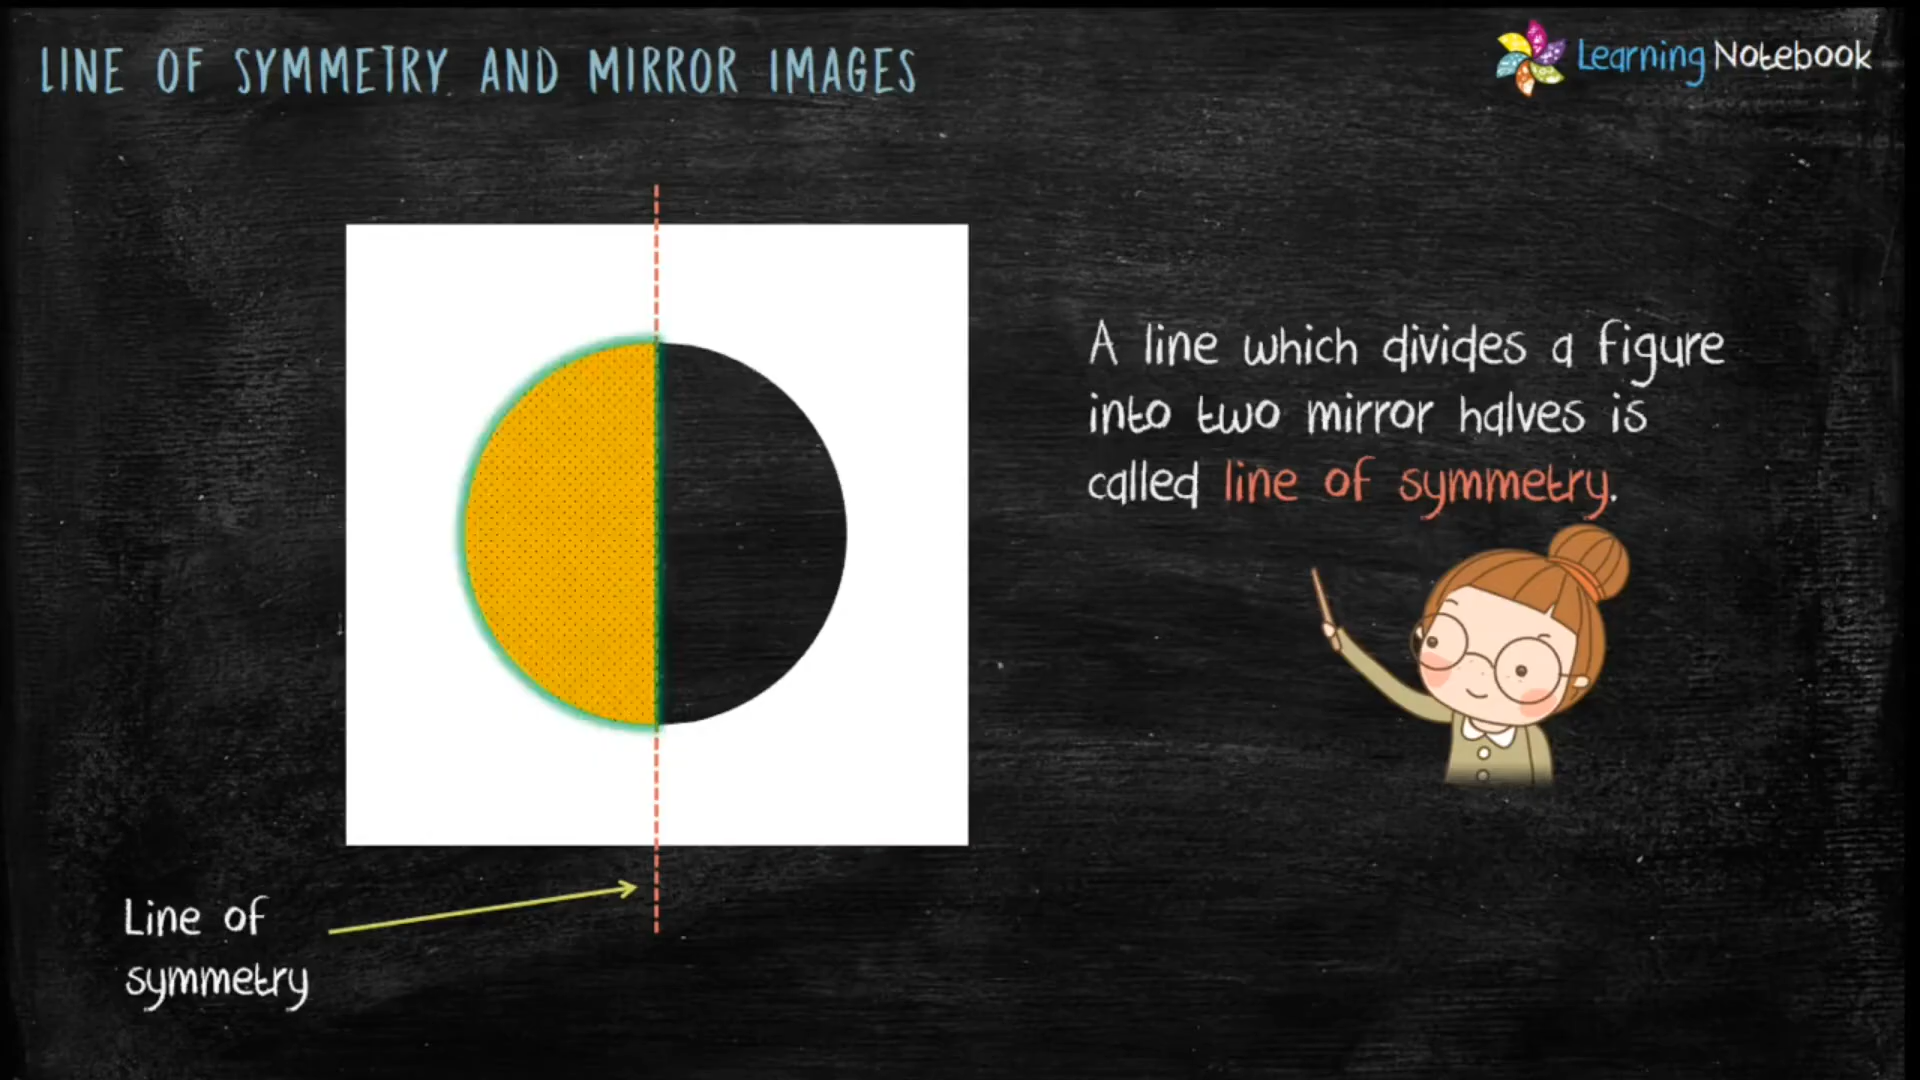 LINE OF SYMMETRY AND MIRROR IMAGES
Learning Notebook
A line which divides a figure
into two mirror halves is
called line of symmetry.
Line of
symmetry